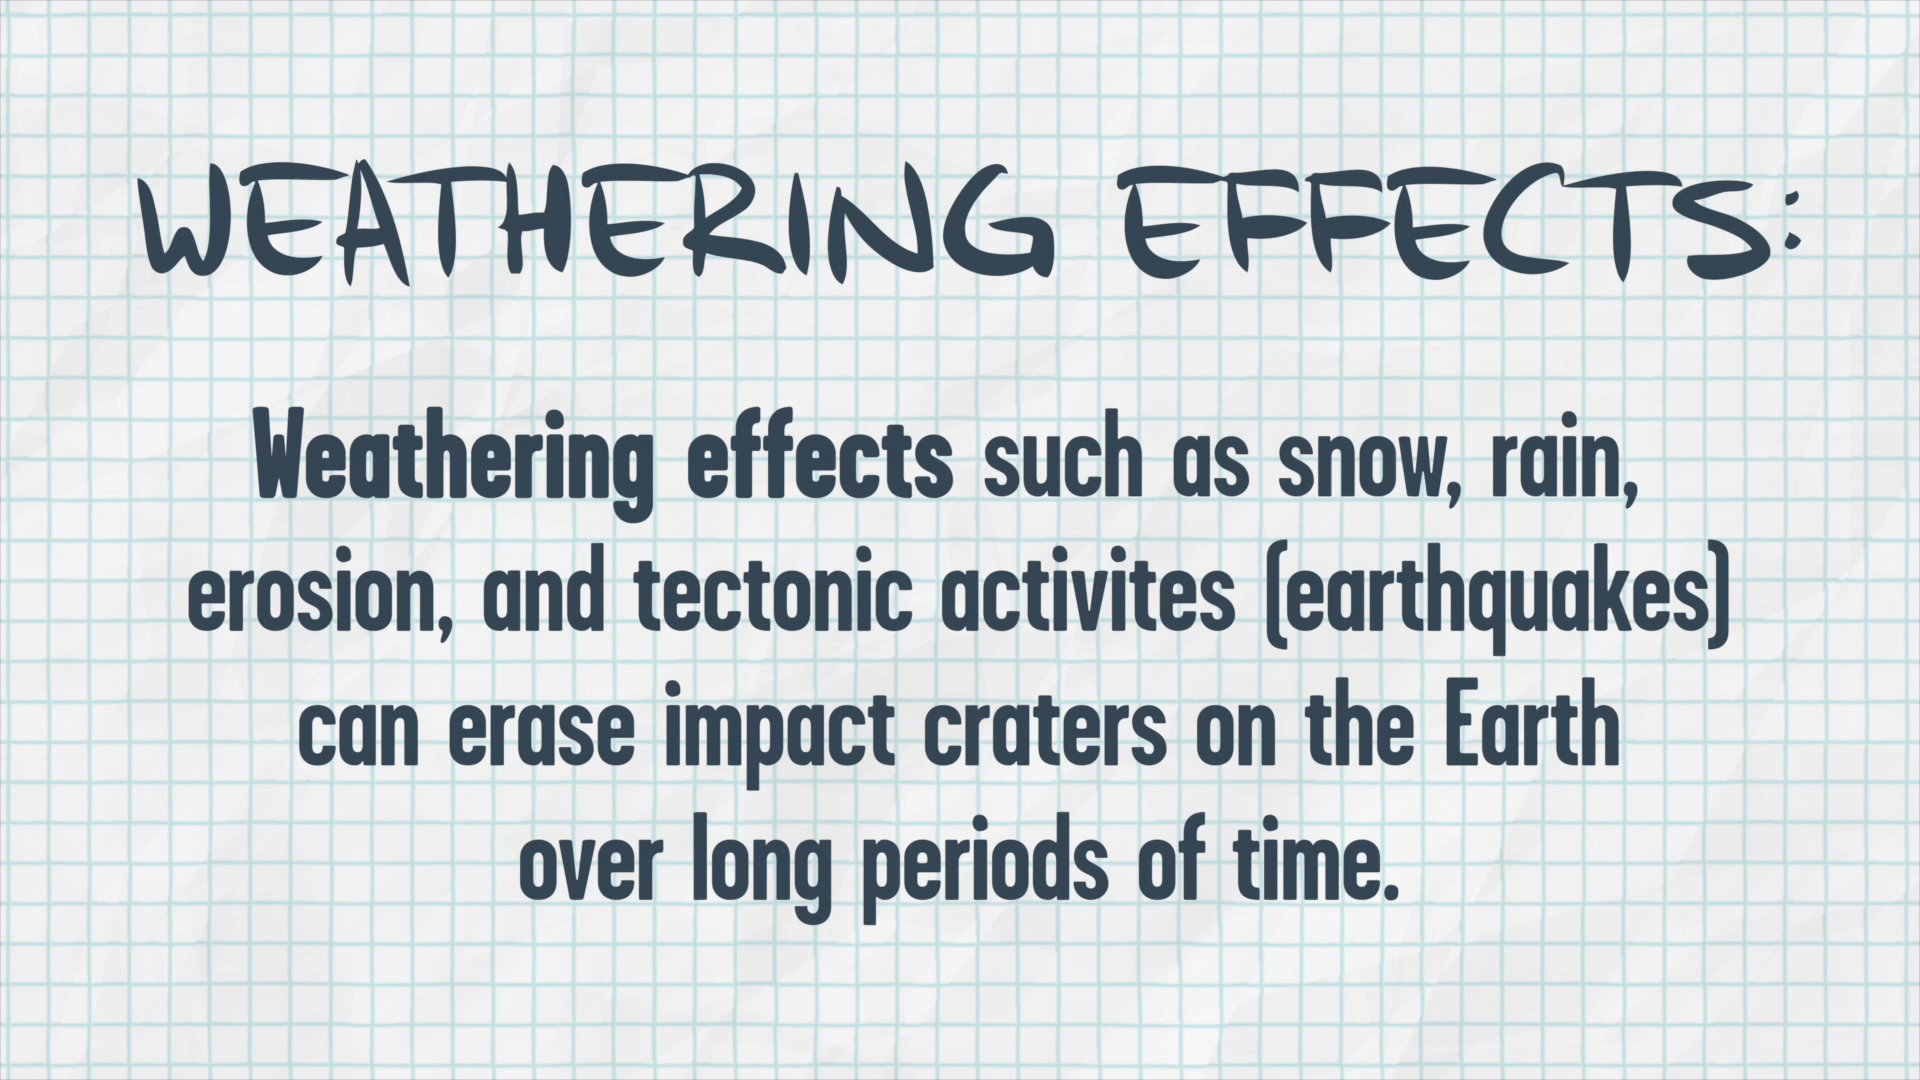 WEATHERING EFFECTS:
Weathering effects such as snow, rain,
erosion, and tectonic activites (earthquakes)
can erase impact craters on the Earth
over long periods of time.